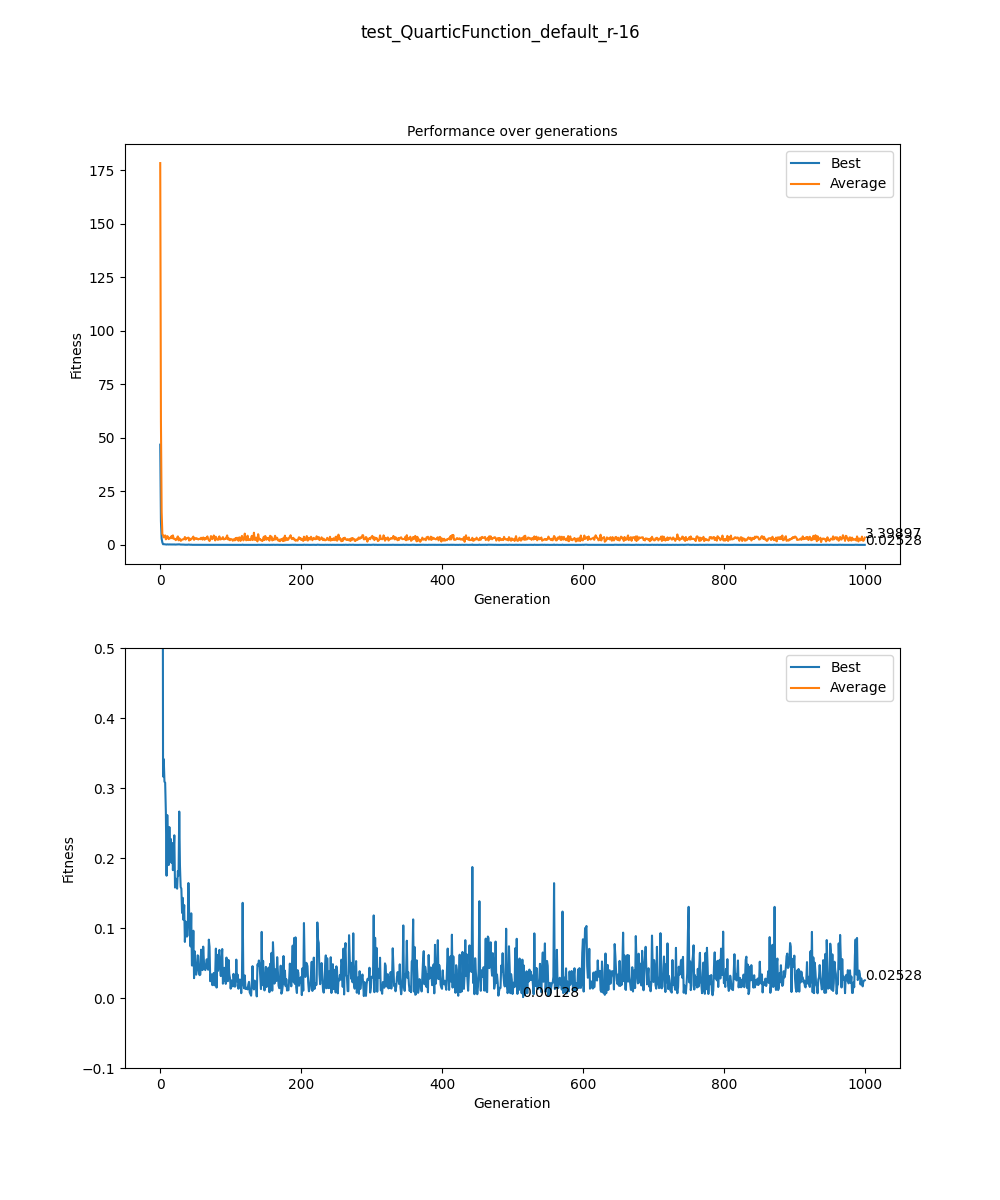 test_QuarticFunction_default_r-16
Performance over generations
Best
Average
175
150
125
100
75
50
25
0
Fitness
3.39897
0.02528
0 200 400 600 800 1000
Generation
Best
Average
0.5
0.4
0.3
0.2
0.1
0.0
−0.1
Fitness
0.02528
0.00128
0 200 400 600 800 1000
Generation